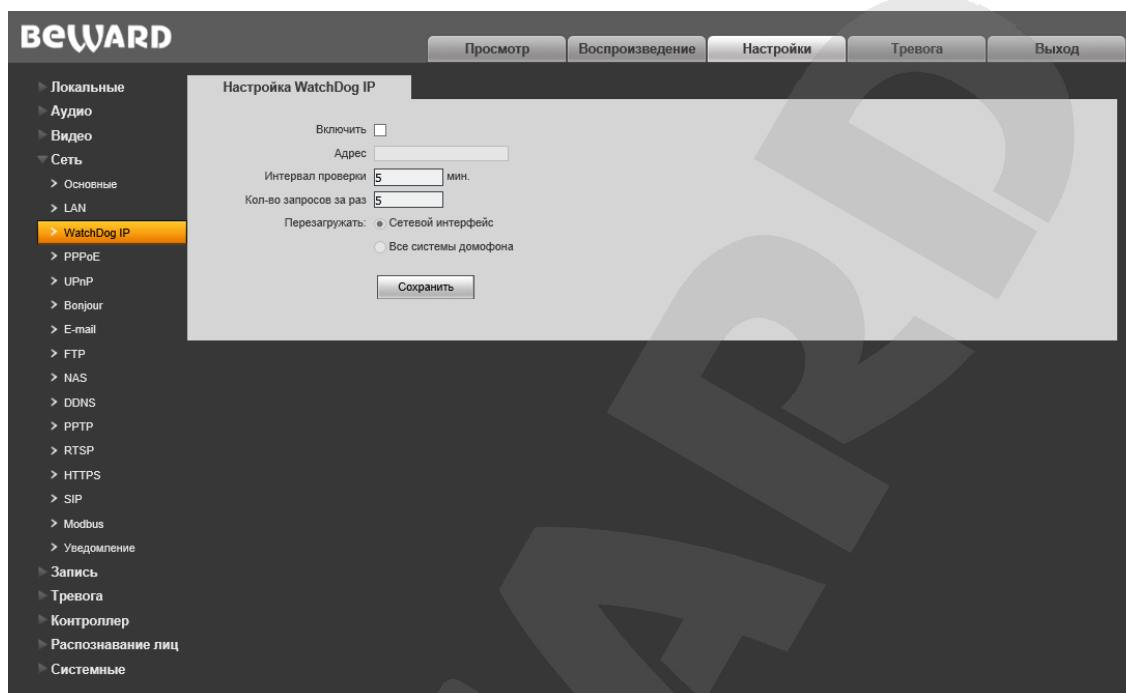 BEWARD
Просмотр Воспроизведение Настройки Тревога Выход
Локальные
Аудио
Видео
Сеть
> Основные
> LAN
> WatchDog IP
> PPPoE
> UPnP
> Bonjour
> E-mail
> FTP
> NAS
> DDNS
> PPTP
> RTSP
> HTTPS
> SIP
> Modbus
> Уведомление
Запись
Тревога
Контроллер
Распознавание лиц
Системные
Настройка WatchDog IP
Включить
Адрес
Интервал проверки 5 мин.
Кол-во запросов за раз 5
Перезагружать: Сетевой интерфейс
Все системы домофона
Сохранить
ARD